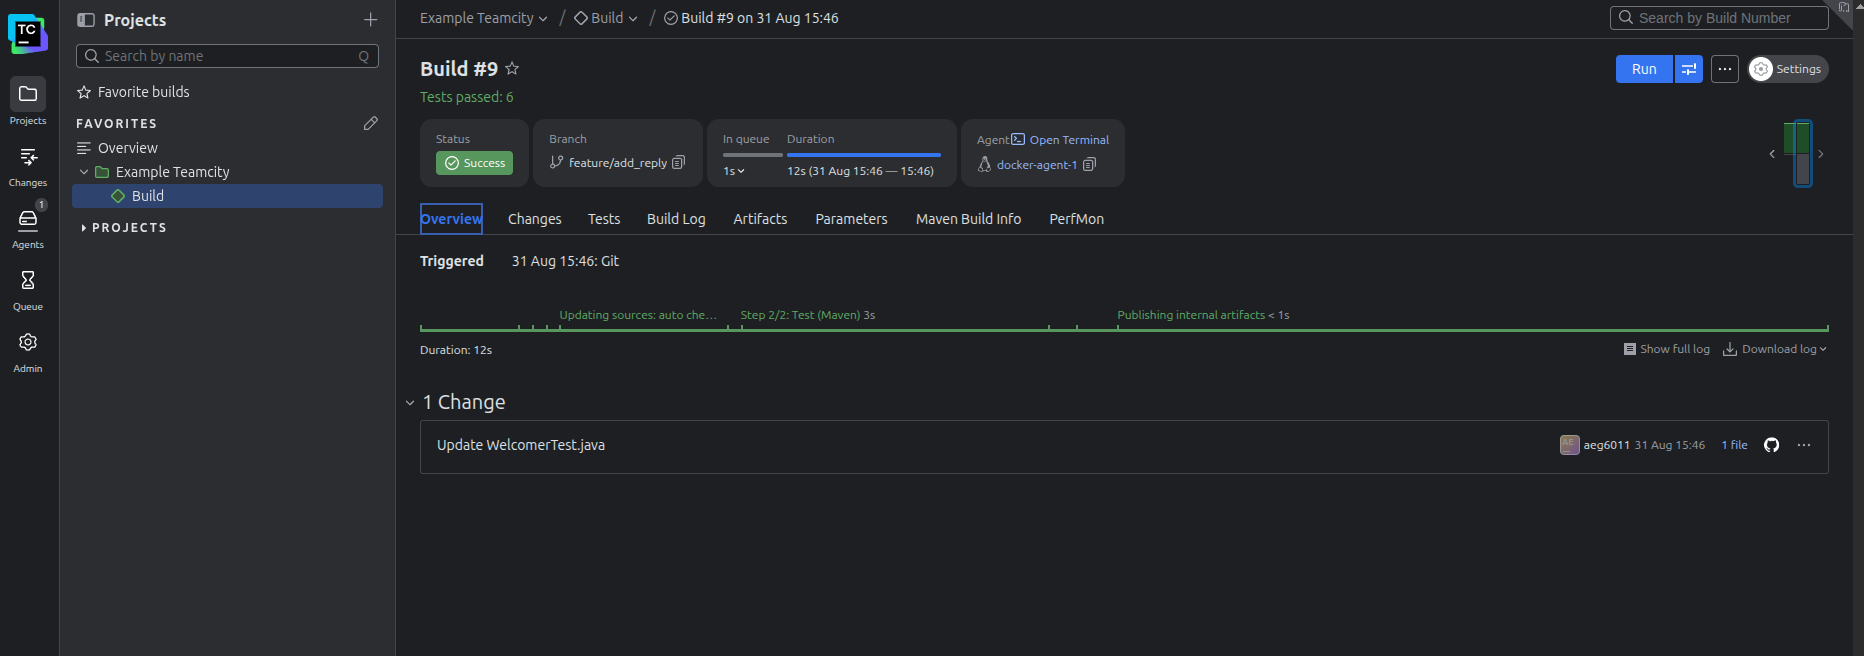 TC
Projects
Changes
1
Agents
Queue
Admin
Projects
Search by name
Q
Favorite builds
FAVORITES
Overview
Example Teamcity
Build
PROJECTS
Example Teamcity / Build / Build #9 on 31 Aug 15:46
Search by Build Number
Build #9
Run
Settings
Tests passed: 6
Status
Success
Branch
feature/add_reply
In queue
1s
Duration
12s (31 Aug 15:46 — 15:46)
Agent Open Terminal
docker-agent-1
Overview Changes Tests Build Log Artifacts Parameters Maven Build Info PerfMon
Triggered 31 Aug 15:46: Git
Updating sources: auto che... Step 2/2: Test (Maven) 3s Publishing internal artifacts < 1s
Duration: 12s
Show full log Download log
1 Change
Update WelcomerTest.java
AE aeg6011 31 Aug 15:46 1 file